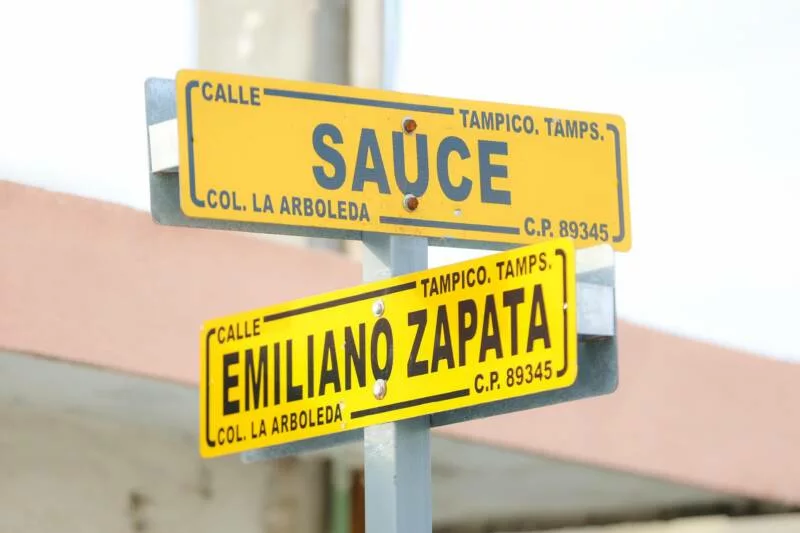 CALLE
TAMPICO. TAMPS.
SAUCE
COL. LA ARBOLEDA
C.P. 89345
CALLE
TAMPICO. TAMPS.
EMILIANO ZAPATA
COL. LA ARBOLEDA
C.P. 89345